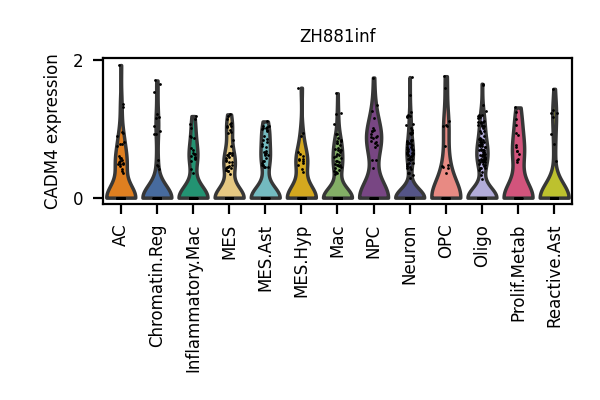 ZH881inf
CADM4 expression
2
0
AC
Chromatin.Reg
Inflammatory.Mac
MES
MES.Ast
MES.Hyp
Mac
NPC
Neuron
OPC
Oligo
Prolif.Metab
Reactive.Ast